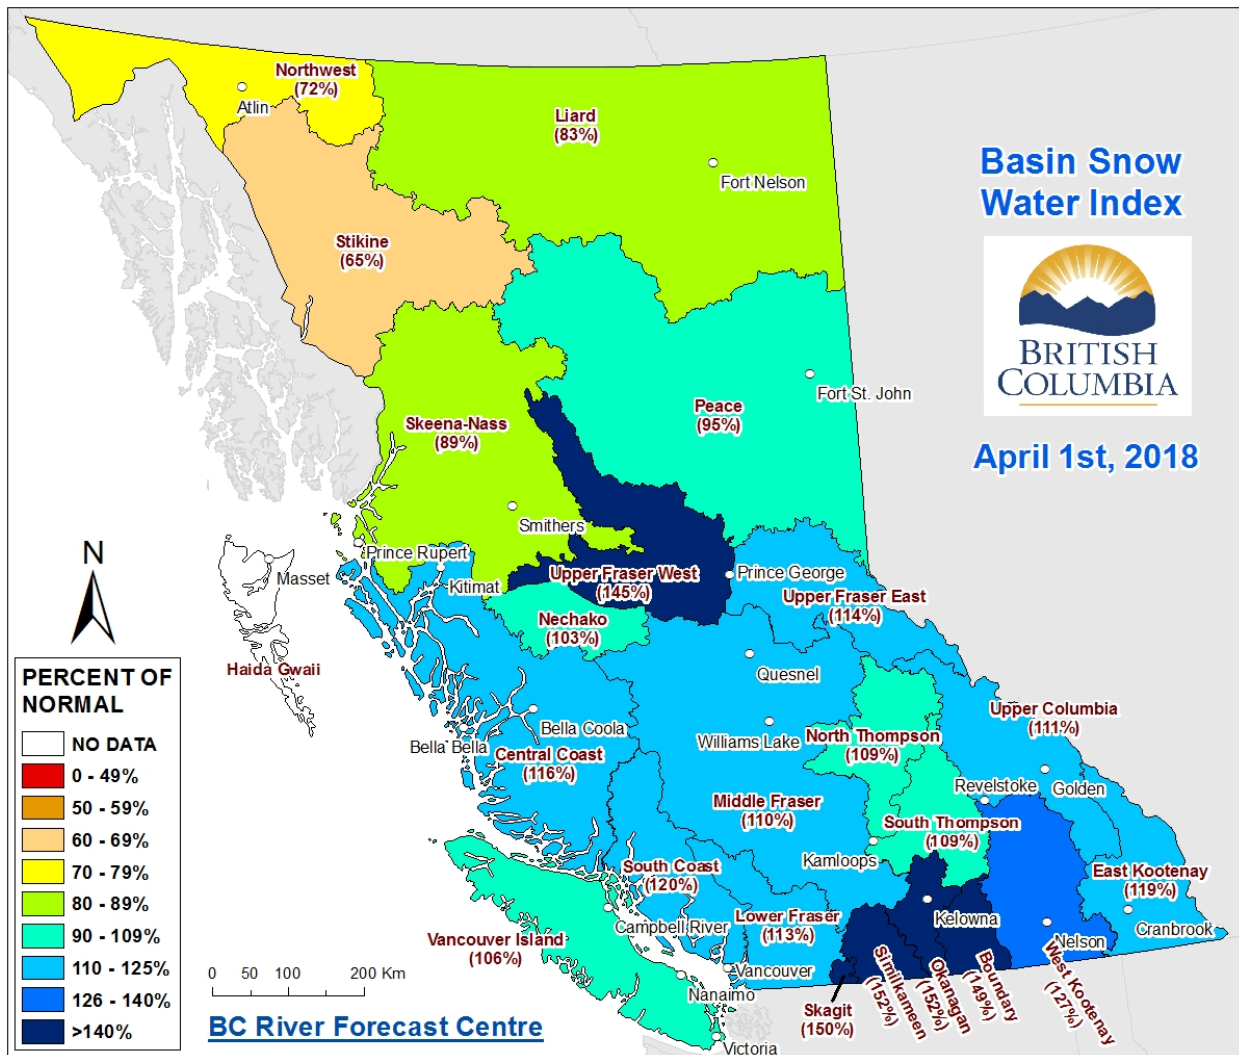 Northwest
(72%)
Atlin
Liard
(83%)
Fort Nelson
Basin Snow
Water Index
BRITISH
COLUMBIA
April 1st, 2018
Stikine
(65%)
Fort St. John
Peace
(95%)
Skeena-Nass
(89%)
Smithers
Prince Rupert
Masset
Kitimat
Upper Fraser West
(145%)
Prince George
Upper Fraser East
(114%)
Nechako
(103%)
Haida Gwaii
Quesnel
Bella Coola
Bella Bella
Central Coast
(116%)
Williams Lake
North Thompson
(109%)
Upper Columbia
(111%)
Revelstoke
Golden
Middle Fraser
(110%)
South Thompson
(109%)
Kamloops
South Coast
(120%)
East Kootenay
(119%)
Cranbrook
Kelowna
Nelson
Lower Fraser
(113%)
Campbell River
Vancouver Island
(106%)
Vancouver
Nanaimo
Victoria
Skagit
(150%)
Similkameen
(152%)
Okanagan
(152%)
Boundary
(149%)
West Kootenay
(127%)
N
PERCENT OF
NORMAL
NO DATA
0 - 49%
50 - 59%
60 - 69%
70 - 79%
80 - 89%
90 - 109%
110 - 125%
126 - 140%
>140%
0 50 100 200 Km
BC River Forecast Centre